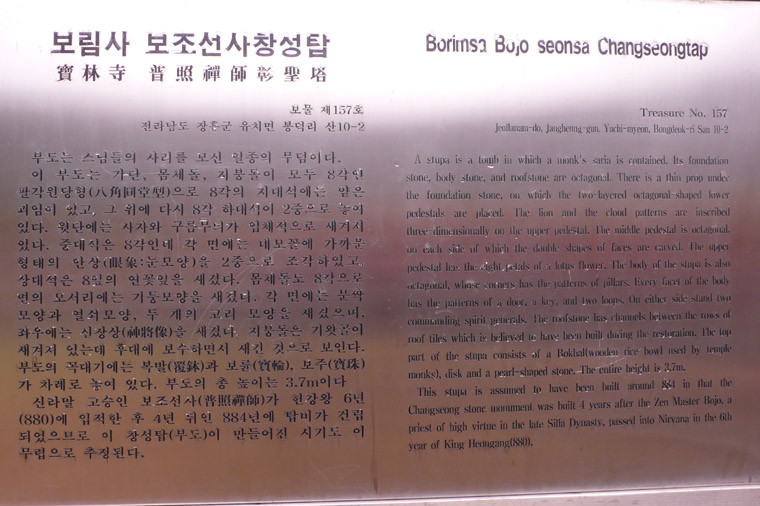 보림사 보조선사창성탑
寶林寺 普照禪師彰聖塔
보물 제157호
전라남도 장흥군 유치면 봉덕리 산10-2
부도는 스님들의 사리를 모신 일종의 무덤이다.
이 부도는 기단, 몸체돌, 지붕돌이 모두 8각인
팔각원당형(八角圓堂型)으로 8각의 지대석에는 얕은
괴임이 있고, 그 위에 다시 8각 하대석이 2중으로 놓여
있다. 윗단에는 사자와 구름무늬가 입체적으로 새겨져
있다. 중대석은 8각인데 각 면에는 네모꼴에 가까운
형태의 안상(眼象:눈모양)을 2중으로 조각하였고,
상대석은 8잎의 연꽃잎을 새겼다. 몸체돌도 8각으로
면의 모서리에는 기둥모양을 새겼다. 각 면에는 문짝
모양과 열쇠모양, 두 개의 고리 모양을 새겼으며,
좌우에는 신장상(神將像)을 새겼다. 지붕돌은 기왓골이
새겨져 있는데 후대에 보수하면서 새긴 것으로 보인다.
부도의 꼭대기에는 복발(覆鉢)과 보륜(寶輪), 보주(寶珠)
가 차례로 놓여 있다. 부도의 총 높이는 3.7m이다
신라말 고승인 보조선사(普照禪師)가 헌강왕 6년
(880)에 입적한 후 4년 뒤인 884년에 탑비가 건립
되었으므로 이 창성탑(부도)이 만들어진 시기도 이
무렵으로 추정된다.
Borimsa Bojo seonsa Changseongtap
Treasure No. 157
Jeollanam-do, Jangheung-gun, Yuchi-myeon, Bongdeok-ri San 10-2
A stupa is a tomb in which a monk's saria is contained. Its foundation
stone, body stone, and roofstone are octagonal. There is a thin prop under
the foundation stone, on which the two-layered octagonal-shaped lower
pedestals are placed. The lion and the cloud patterns are inscribed
three-dimensionally on the upper pedestal. The middle pedestal is octagonal,
on each side of which the double shapes of faces are carved. The upper
pedestal has the eight petals of a lotus flower. The body of the stupa is also
octagonal, whose corners has the patterns of pillars. Every facet of the body
has the patterns of a door, a key, and two loops. On either side stand two
commanding spirit generals. The roofstone has channels between the rows of
roof tiles which is believed to have been built during the restoration. The top
part of the stupa consists of a Bokbal(wooden rice bowl used by temple
monks), disk and a pearl-shaped stone. The entire height is 3.7m.
This stupa is assumed to have been built around 884 in that the
Changseong stone monument was built 4 years after the Zen Master Bojo, a
priest of high virtue in the late Silla Dynasty, passed into Nirvana in the 6th
year of King Heongang(880).